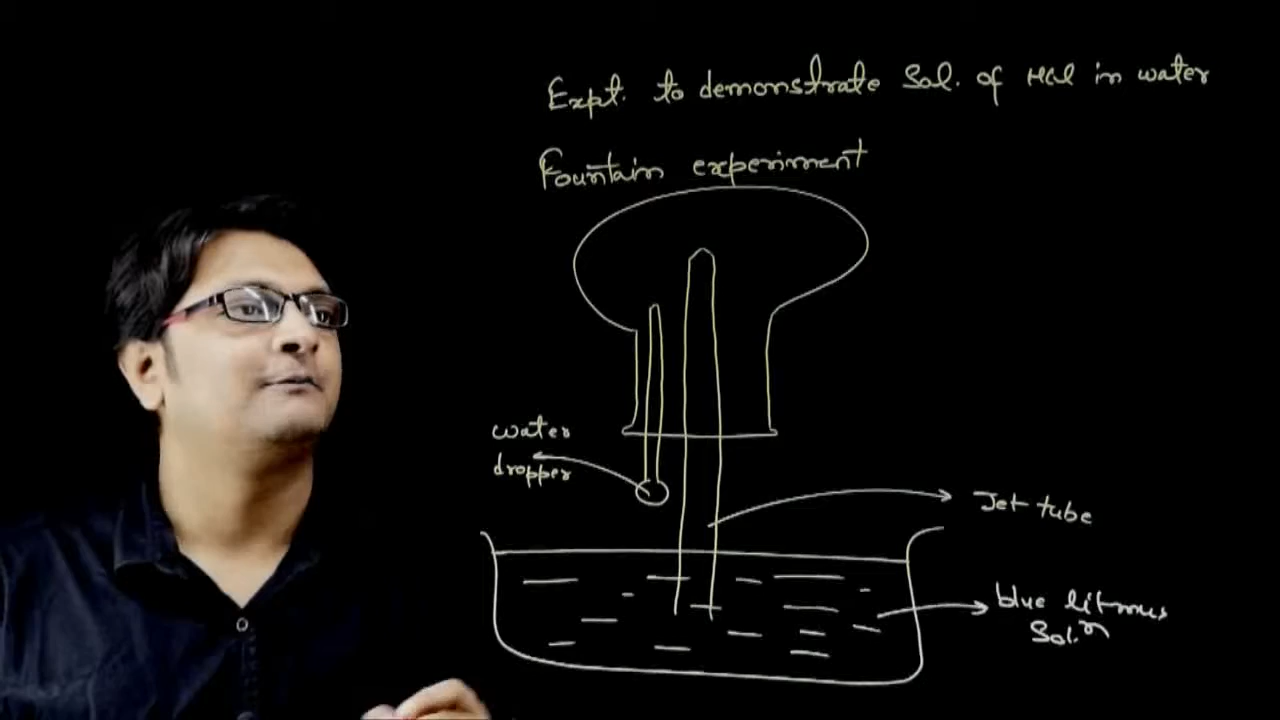 Expt. to demonstrate Sol. of HCl in water
Fountain experiment
water
dropper
Jet tube
blue litmus
Sol.n